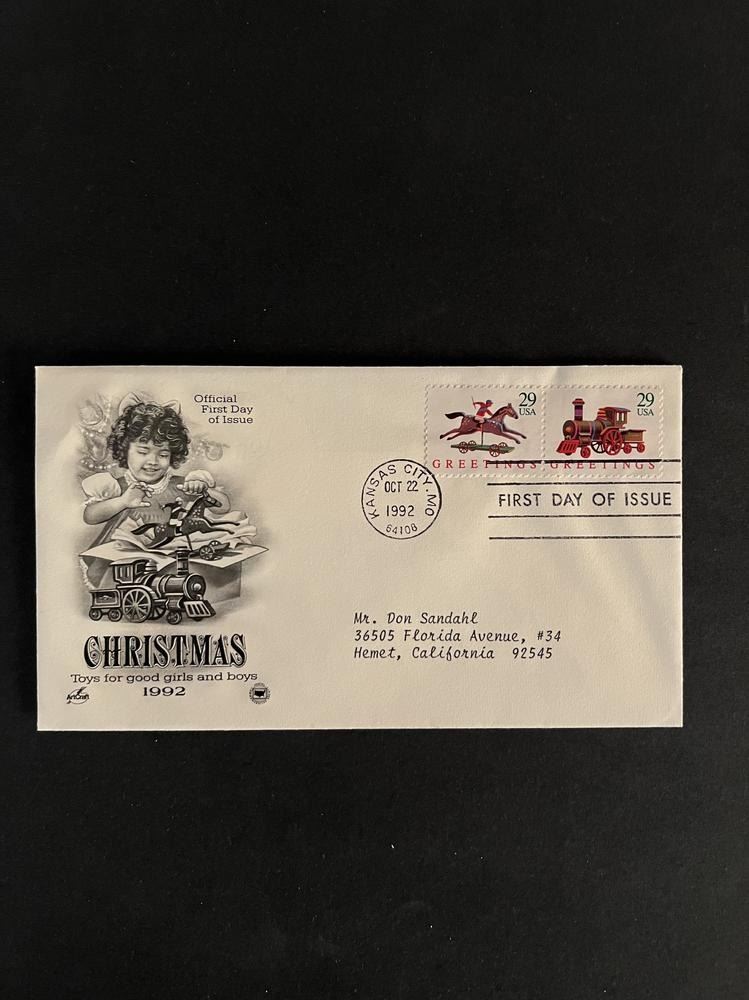 Official
First Day
of Issue
29
USA
29
USA
GREETINGS GREETINGS
KANSAS CITY, MO
OCT 22
1992
64108
FIRST DAY OF ISSUE
Mr. Don Sandahl
36505 Florida Avenue, #34
Hemet, California 92545
CHRISTMAS
Toys for good girls and boys
1992
ArtCraft